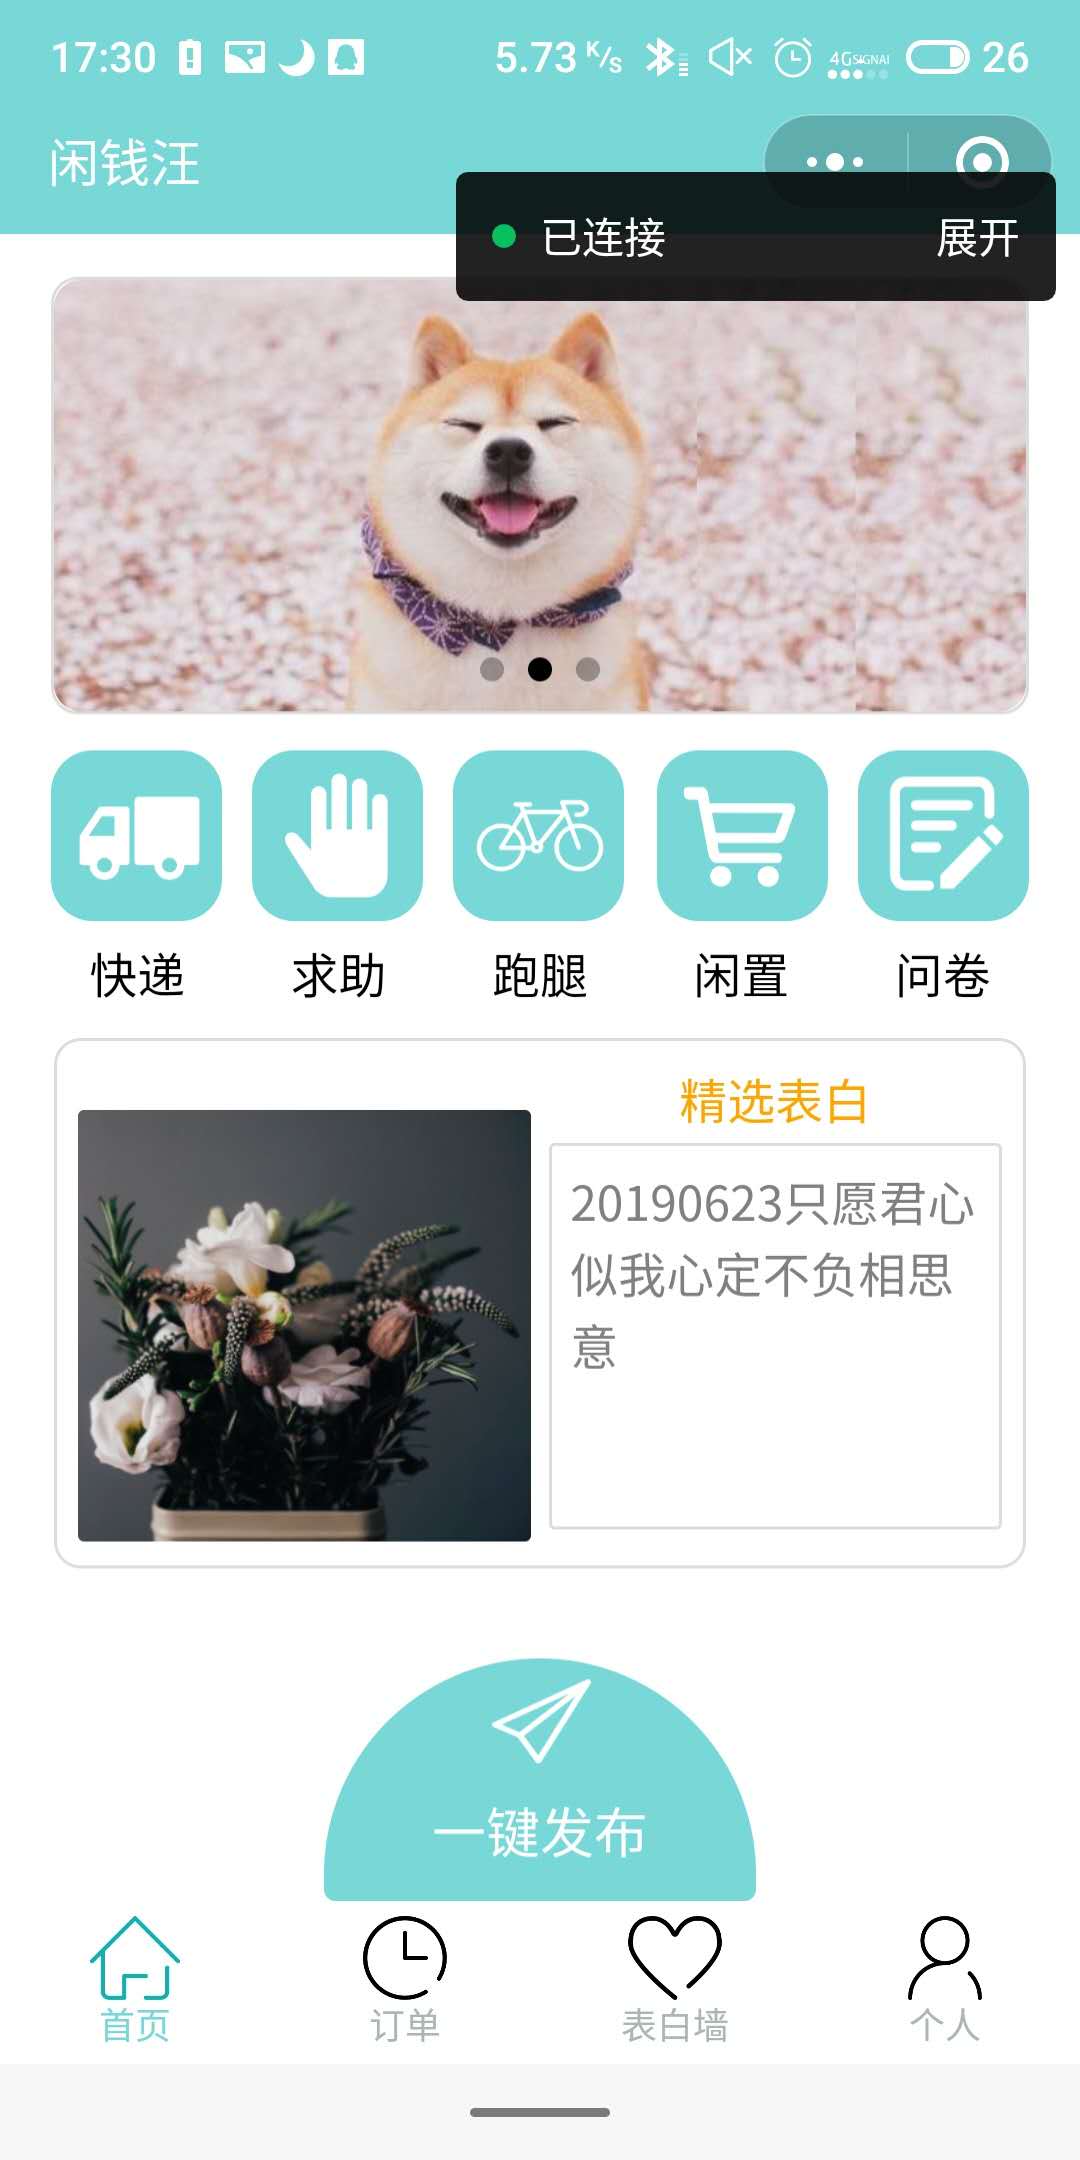 17:30
5.73 K/s
4G SIGNAl
26
闲钱汪
已连接
展开
快递
求助
跑腿
闲置
问卷
精选表白
20190623只愿君心
似我心定不负相思
意
一键发布
首页
订单
表白墙
个人